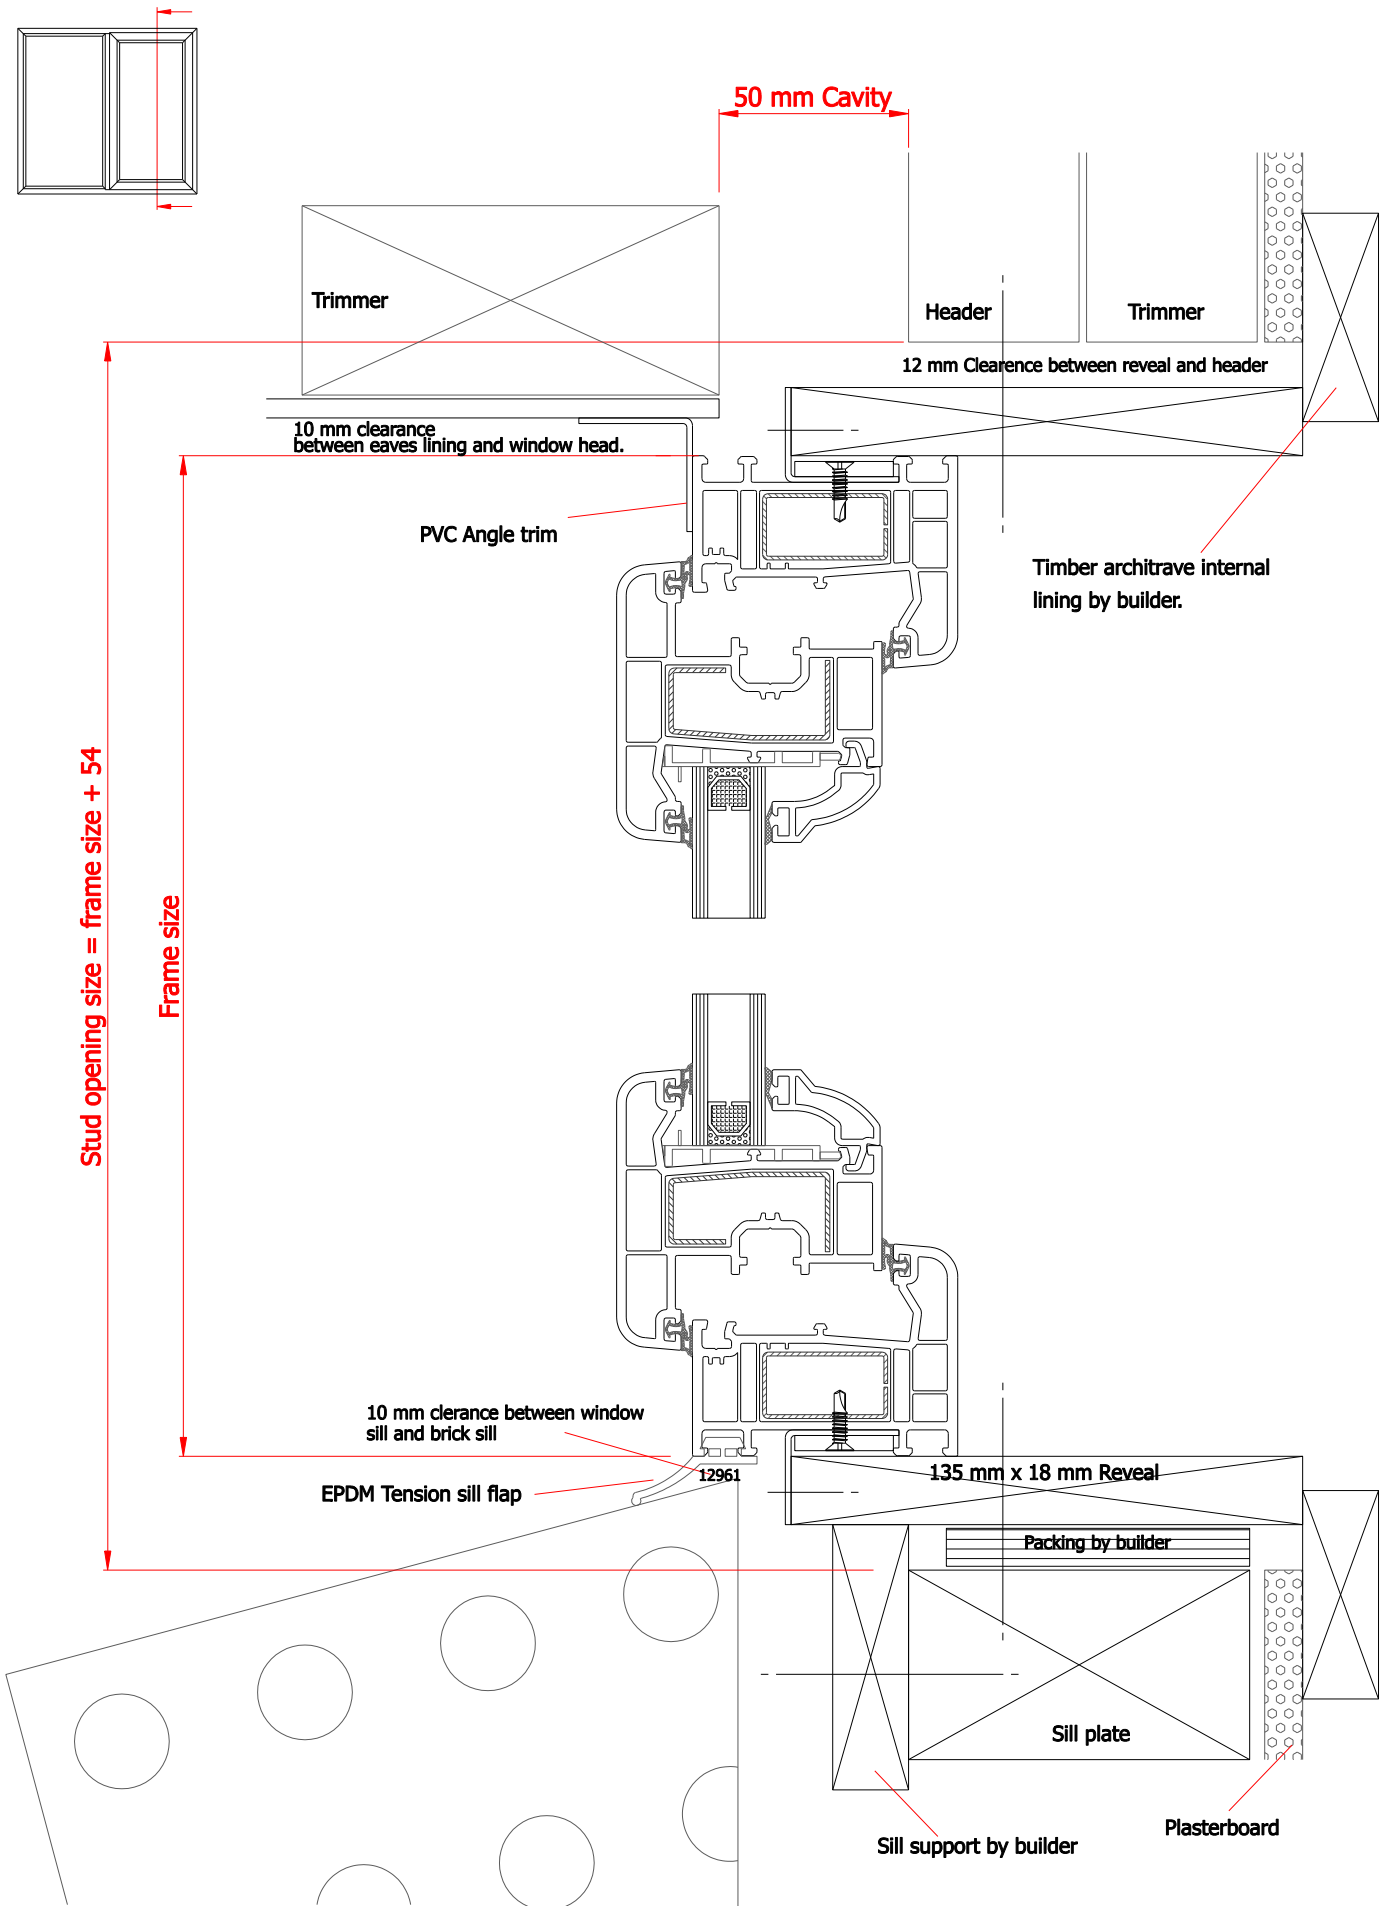 50 mm Cavity
Trimmer
Header
Trimmer
12 mm Clearence between reveal and header
10 mm clearance
between eaves lining and window head.
PVC Angle trim
Timber architrave internal
lining by builder.
Stud opening size = frame size + 54
Frame size
10 mm clerance between window
sill and brick sill
12961
135 mm x 18 mm Reveal
EPDM Tension sill flap
Packing by builder
Sill plate
Plasterboard
Sill support by builder